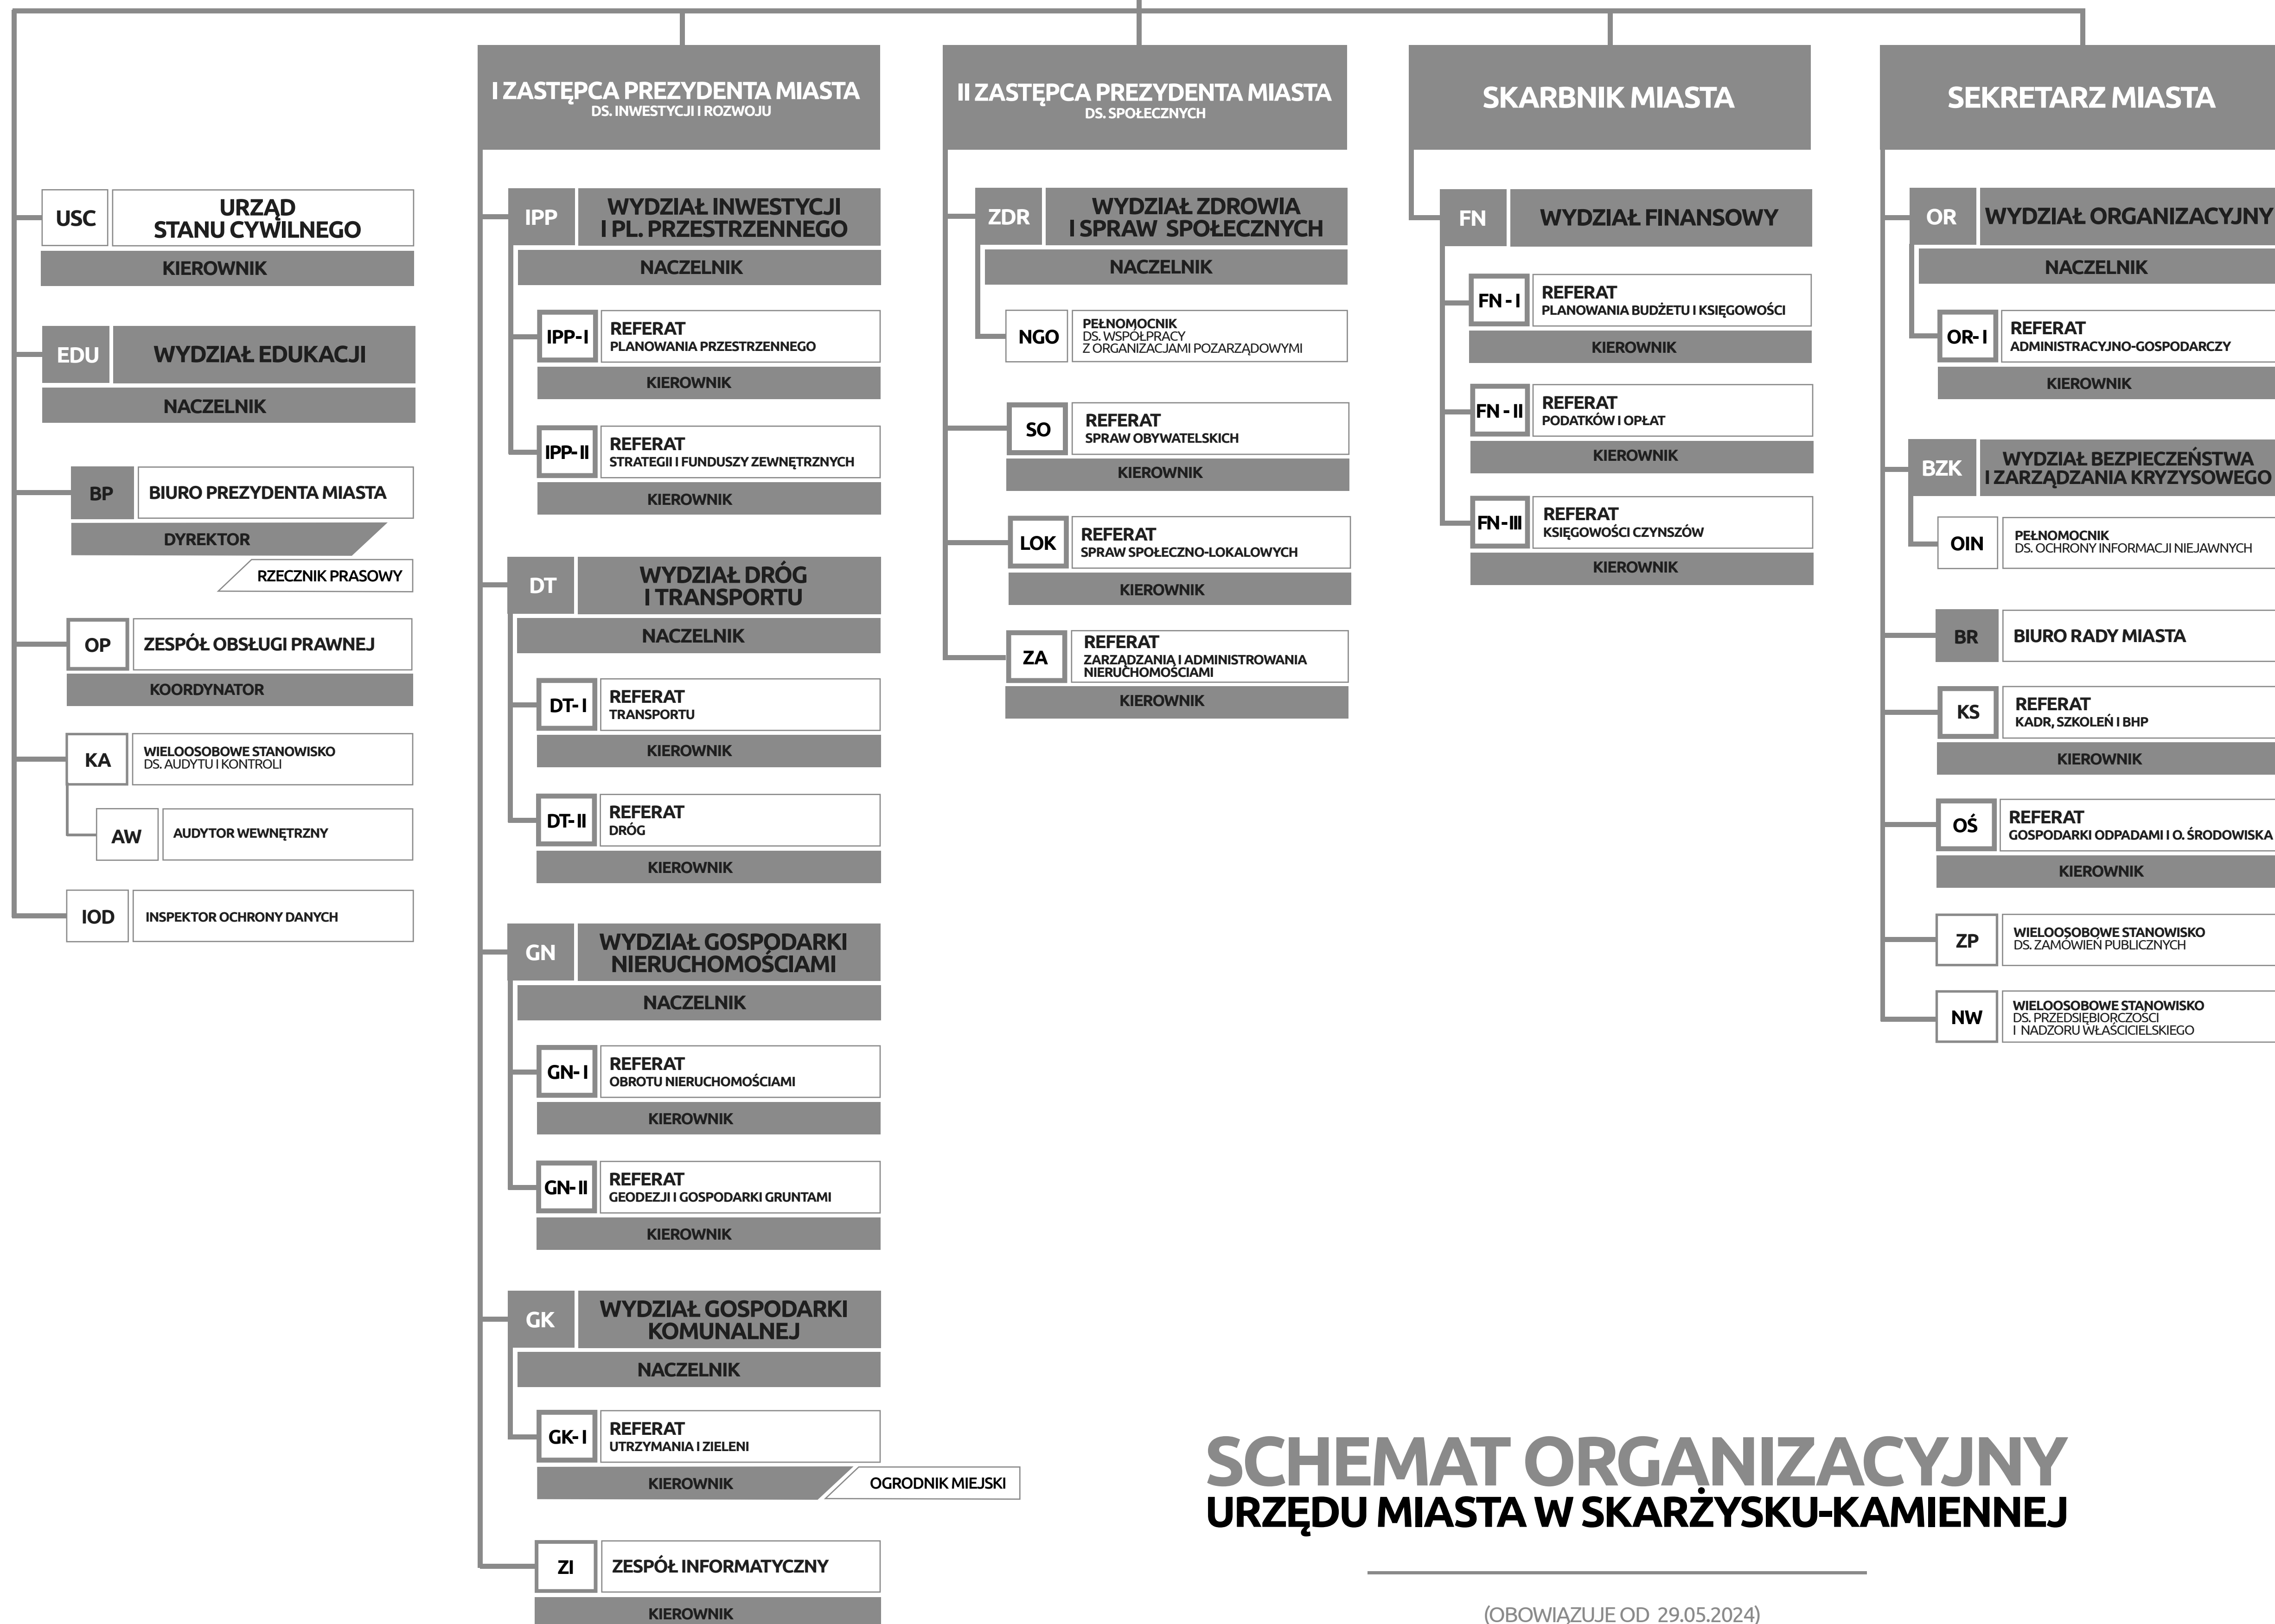 I ZASTĘPCA PREZYDENTA MIASTA
DS. INWESTYCJI I ROZWOJU
II ZASTĘPCA PREZYDENTA MIASTA
DS. SPOŁECZNYCH
SKARBNIK MIASTA
SEKRETARZ MIASTA
USC
URZĄD
STANU CYWILNEGO
KIEROWNIK
EDU
WYDZIAŁ EDUKACJI
NACZELNIK
BP
BIURO PREZYDENTA MIASTA
DYREKTOR
RZECZNIK PRASOWY
OP
ZESPÓŁ OBSŁUGI PRAWNEJ
KOORDYNATOR
KA
WIELOOSOBOWE STANOWISKO
DS. AUDYTU I KONTROLI
AW
AUDYTOR WEWNĘTRZNY
IOD
INSPEKTOR OCHRONY DANYCH
IPP
WYDZIAŁ INWESTYCJI
I PL. PRZESTRZENNEGO
NACZELNIK
IPP-I
REFERAT
PLANOWANIA PRZESTRZENNEGO
KIEROWNIK
IPP-II
REFERAT
STRATEGII I FUNDUSZY ZEWNĘTRZNYCH
KIEROWNIK
DT
WYDZIAŁ DRÓG
I TRANSPORTU
NACZELNIK
DT-I
REFERAT
TRANSPORTU
KIEROWNIK
DT-II
REFERAT
DRÓG
KIEROWNIK
GN
WYDZIAŁ GOSPODARKI
NIERUCHOMOŚCIAMI
NACZELNIK
GN-I
REFERAT
OBROTU NIERUCHOMOŚCIAMI
KIEROWNIK
GN-II
REFERAT
GEODEZJI I GOSPODARKI GRUNTAMI
KIEROWNIK
GK
WYDZIAŁ GOSPODARKI
KOMUNALNEJ
NACZELNIK
GK-I
REFERAT
UTRZYMANIA I ZIELENI
KIEROWNIK
OGRODNIK MIEJSKI
ZI
ZESPÓŁ INFORMATYCZNY
KIEROWNIK
ZDR
WYDZIAŁ ZDROWIA
I SPRAW SPOŁECZNYCH
NACZELNIK
NGO
PEŁNOMOCNIK
DS. WSPÓŁPRACY
Z ORGANIZACJAMI POZARZĄDOWYMI
SO
REFERAT
SPRAW OBYWATELSKICH
KIEROWNIK
LOK
REFERAT
SPRAW SPOŁECZNO-LOKALOWYCH
KIEROWNIK
ZA
REFERAT
ZARZĄDZANIA I ADMINISTROWANIA
NIERUCHOMOŚCIAMI
KIEROWNIK
FN
WYDZIAŁ FINANSOWY
FN - I
REFERAT
PLANOWANIA BUDŻETU I KSIĘGOWOŚCI
KIEROWNIK
FN - II
REFERAT
PODATKÓW I OPŁAT
KIEROWNIK
FN - III
REFERAT
KSIĘGOWOŚCI CZYNSZÓW
KIEROWNIK
OR
WYDZIAŁ ORGANIZACYJNY
NACZELNIK
OR- I
REFERAT
ADMINISTRACYJNO-GOSPODARCZY
KIEROWNIK
BZK
WYDZIAŁ BEZPIECZEŃSTWA
I ZARZĄDZANIA KRYZYSOWEGO
OIN
PEŁNOMOCNIK
DS. OCHRONY INFORMACJI NIEJAWNYCH
BR
BIURO RADY MIASTA
KS
REFERAT
KADR, SZKOLEŃ I BHP
KIEROWNIK
OŚ
REFERAT
GOSPODARKI ODPADAMI I O. ŚRODOWISKA
KIEROWNIK
ZP
WIELOOSOBOWE STANOWISKO
DS. ZAMÓWIEŃ PUBLICZNYCH
NW
WIELOOSOBOWE STANOWISKO
DS. PRZEDSIĘBIORCZOŚCI
I NADZORU WŁAŚCICIELSKIEGO
SCHEMAT ORGANIZACYJNY
URZĘDU MIASTA W SKARŻYSKU-KAMIENNEJ
(OBOWIĄZUJE OD 29.05.2024)